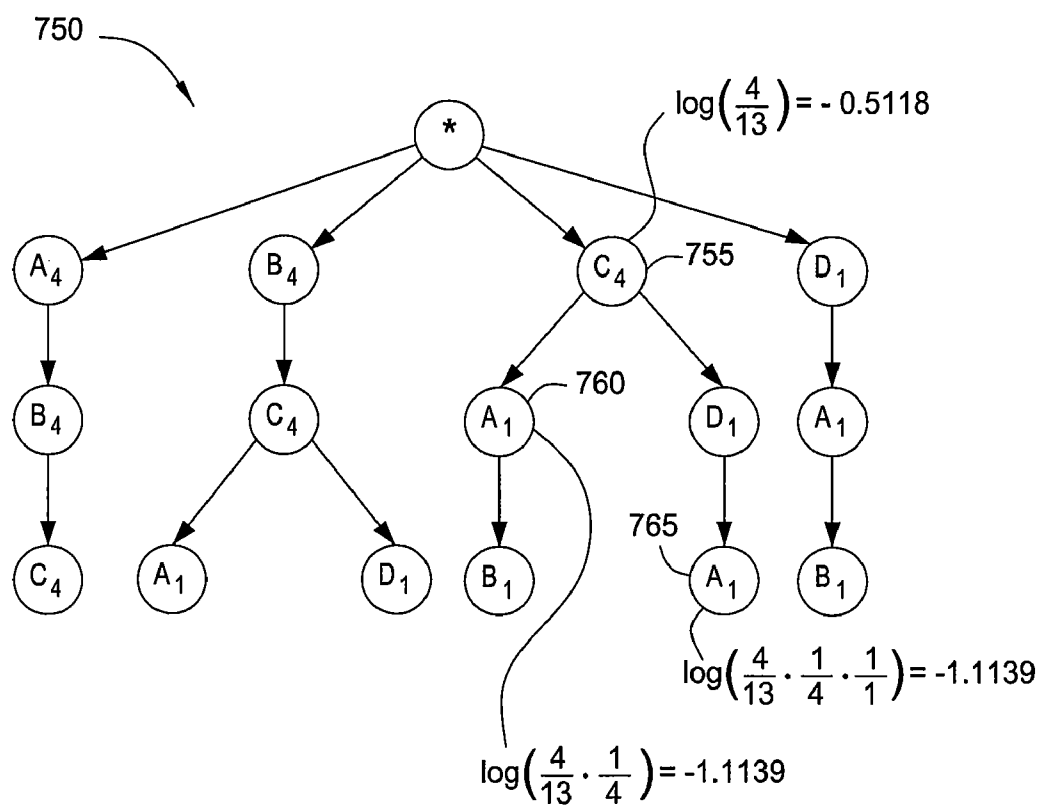 750
log(4/13) = - 0.5118
*
A4 B4 C4 755 D1
B4 C4 A1 760 D1 A1
C4 A1 D1 B1 765 A1 B1
log(4/13 · 1/4 · 1/1) = -1.1139
log(4/13 · 1/4) = -1.1139